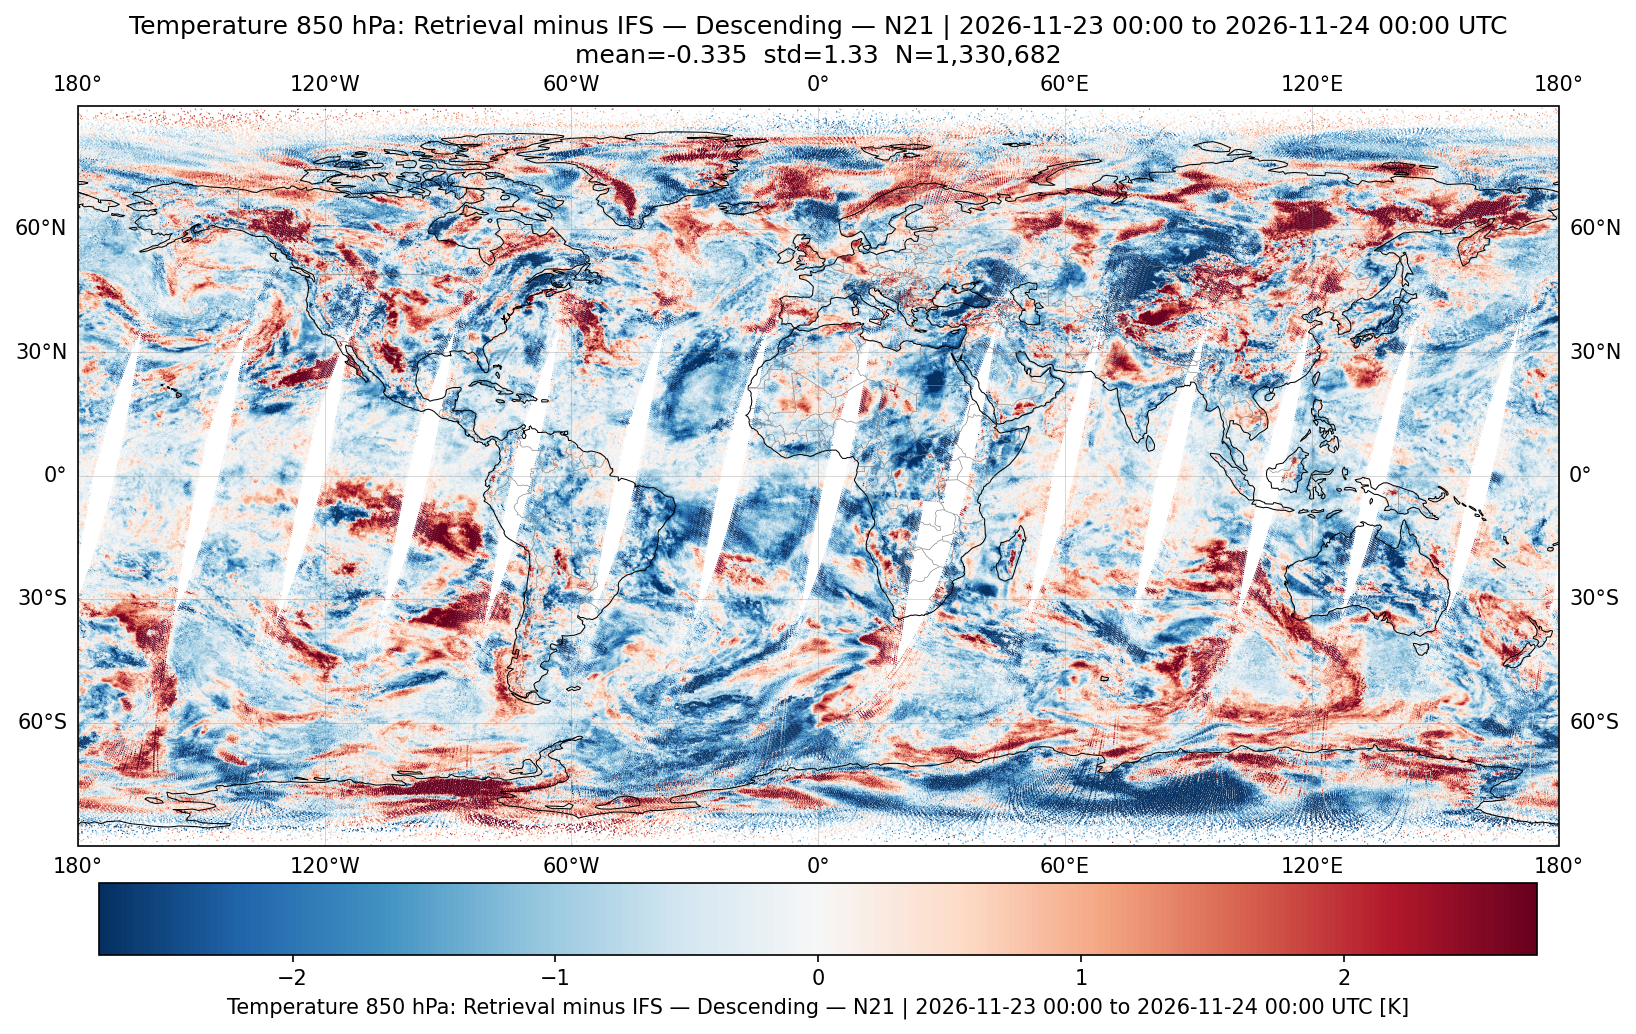 Temperature 850 hPa: Retrieval minus IFS — Descending — N21 | 2026-11-23 00:00 to 2026-11-24 00:00 UTC
mean=-0.335  std=1.33  N=1,330,682
180° 120°W 60°W 0° 60°E 120°E 180°
60°N 60°N
30°N 30°N
0° 0°
30°S 30°S
60°S 60°S
180° 120°W 60°W 0° 60°E 120°E 180°
−2 −1 0 1 2
Temperature 850 hPa: Retrieval minus IFS — Descending — N21 | 2026-11-23 00:00 to 2026-11-24 00:00 UTC [K]